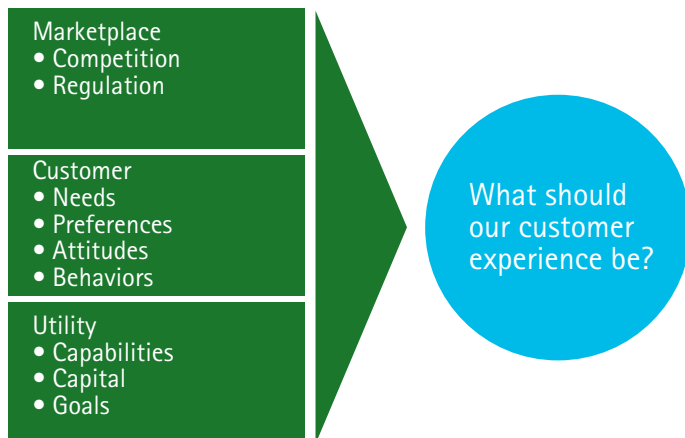 Marketplace
• Competition
• Regulation
Customer
• Needs
• Preferences
• Attitudes
• Behaviors
Utility
• Capabilities
• Capital
• Goals
What should
our customer
experience be?